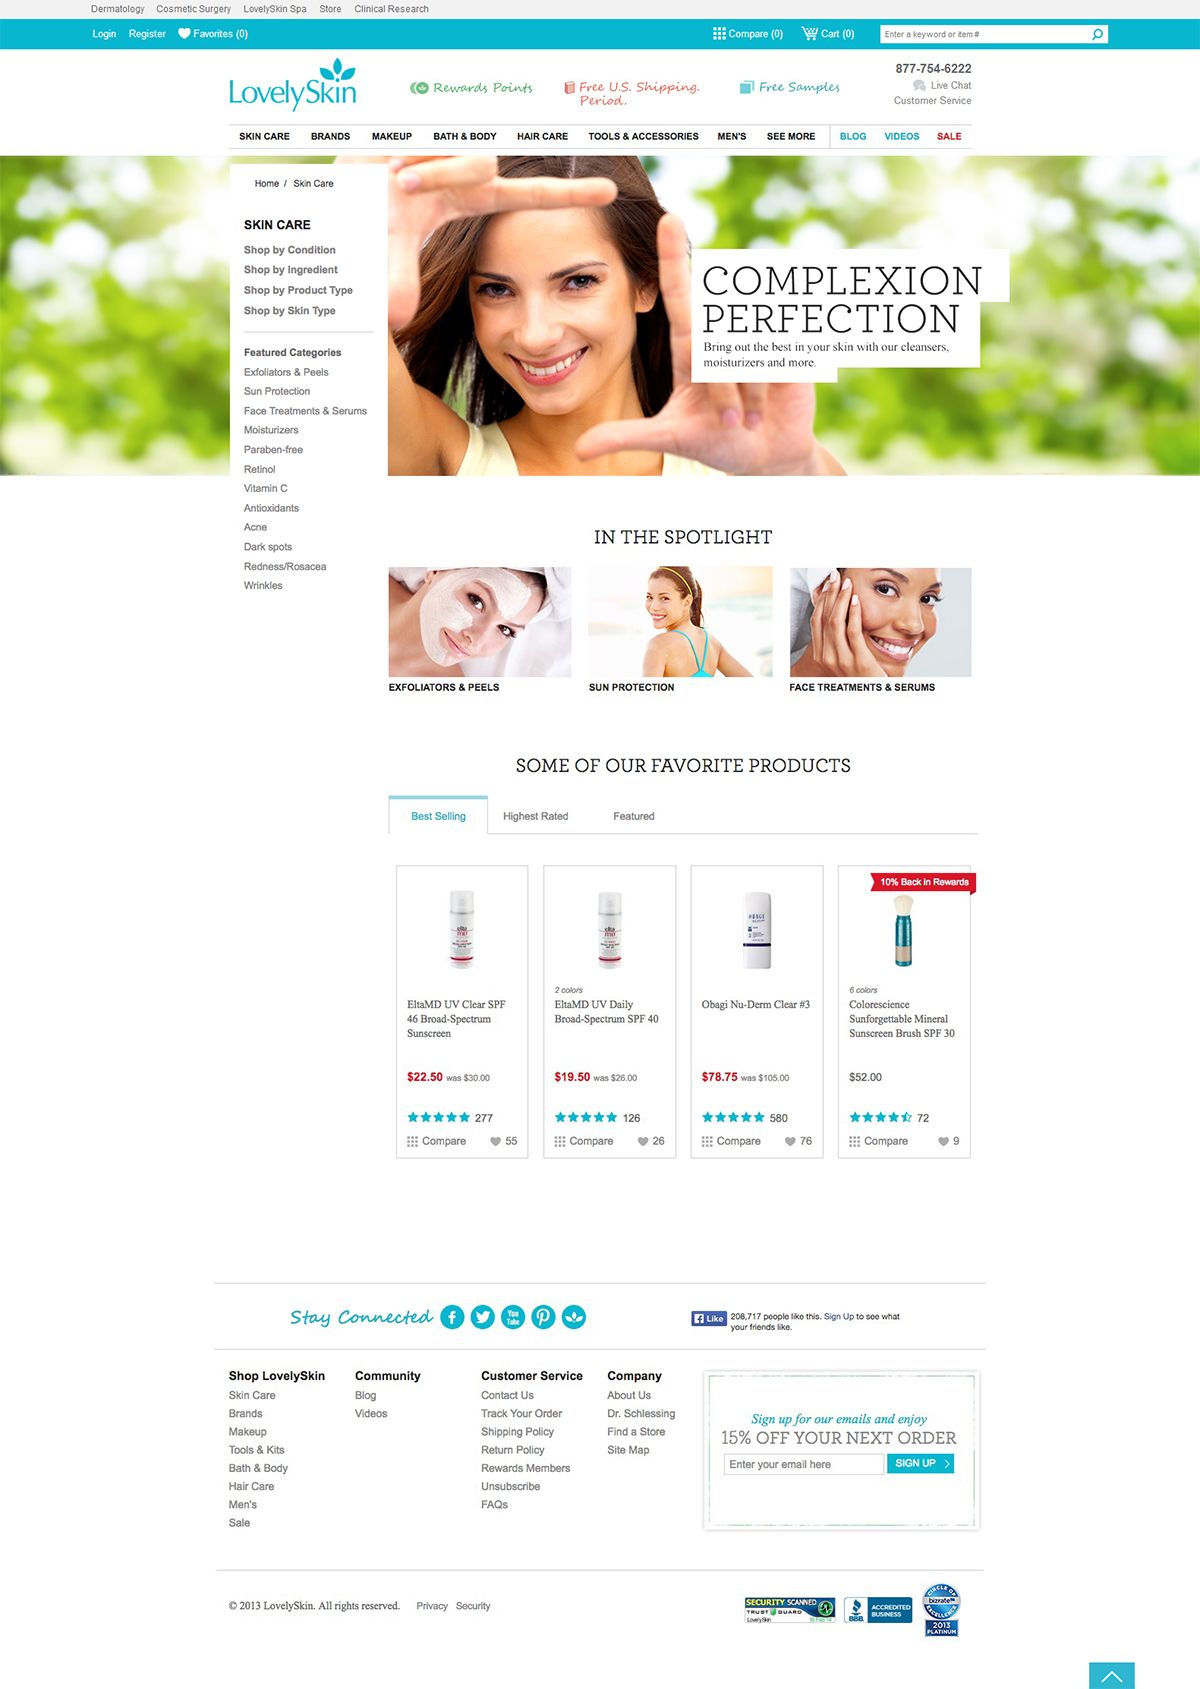 Dermatology Cosmetic Surgery LovelySkin Spa Store Clinical Research
Login Register Favorites (0) Compare (0) Cart (0) Enter a keyword or item #
LovelySkin
Rewards Points
Free U.S. Shipping.
Period.
Free Samples
877-754-6222
Live Chat
Customer Service
SKIN CARE BRANDS MAKEUP BATH & BODY HAIR CARE TOOLS & ACCESSORIES MEN'S SEE MORE BLOG VIDEOS SALE
Home / Skin Care
SKIN CARE
Shop by Condition
Shop by Ingredient
Shop by Product Type
Shop by Skin Type
Featured Categories
Exfoliators & Peels
Sun Protection
Face Treatments & Serums
Moisturizers
Paraben-free
Retinol
Vitamin C
Antioxidants
Acne
Dark spots
Redness/Rosacea
Wrinkles
COMPLEXION
PERFECTION
Bring out the best in your skin with our cleansers,
moisturizers and more.
IN THE SPOTLIGHT
EXFOLIATORS & PEELS
SUN PROTECTION
FACE TREATMENTS & SERUMS
SOME OF OUR FAVORITE PRODUCTS
Best Selling Highest Rated Featured
elta
MD
EltaMD UV Clear SPF
46 Broad-Spectrum
Sunscreen
$22.50 was $30.00
277
Compare 55
elta
MD
2 colors
EltaMD UV Daily
Broad-Spectrum SPF 40
$19.50 was $26.00
126
Compare 26
OBAGI
Obagi Nu-Derm Clear #3
$78.75 was $105.00
580
Compare 76
10% Back in Rewards
6 colors
Colorescience
Sunforgettable Mineral
Sunscreen Brush SPF 30
$52.00
72
Compare 9
Stay Connected
You
Tube
Like
208,717 people like this. Sign Up to see what
your friends like.
Shop LovelySkin
Skin Care
Brands
Makeup
Tools & Kits
Bath & Body
Hair Care
Men's
Sale
Community
Blog
Videos
Customer Service
Contact Us
Track Your Order
Shipping Policy
Return Policy
Rewards Members
Unsubscribe
FAQs
Company
About Us
Dr. Schlessing
Find a Store
Site Map
Sign up for our emails and enjoy
15% OFF YOUR NEXT ORDER
Enter your email here
SIGN UP
© 2013 LovelySkin. All rights reserved. Privacy Security
SECURITY SCANNED
TRUST GUARD
LovelySkin
BBB
ACCREDITED
BUSINESS
CIRCLE OF
bizrate
EXCELLENCE
2013
PLATINUM